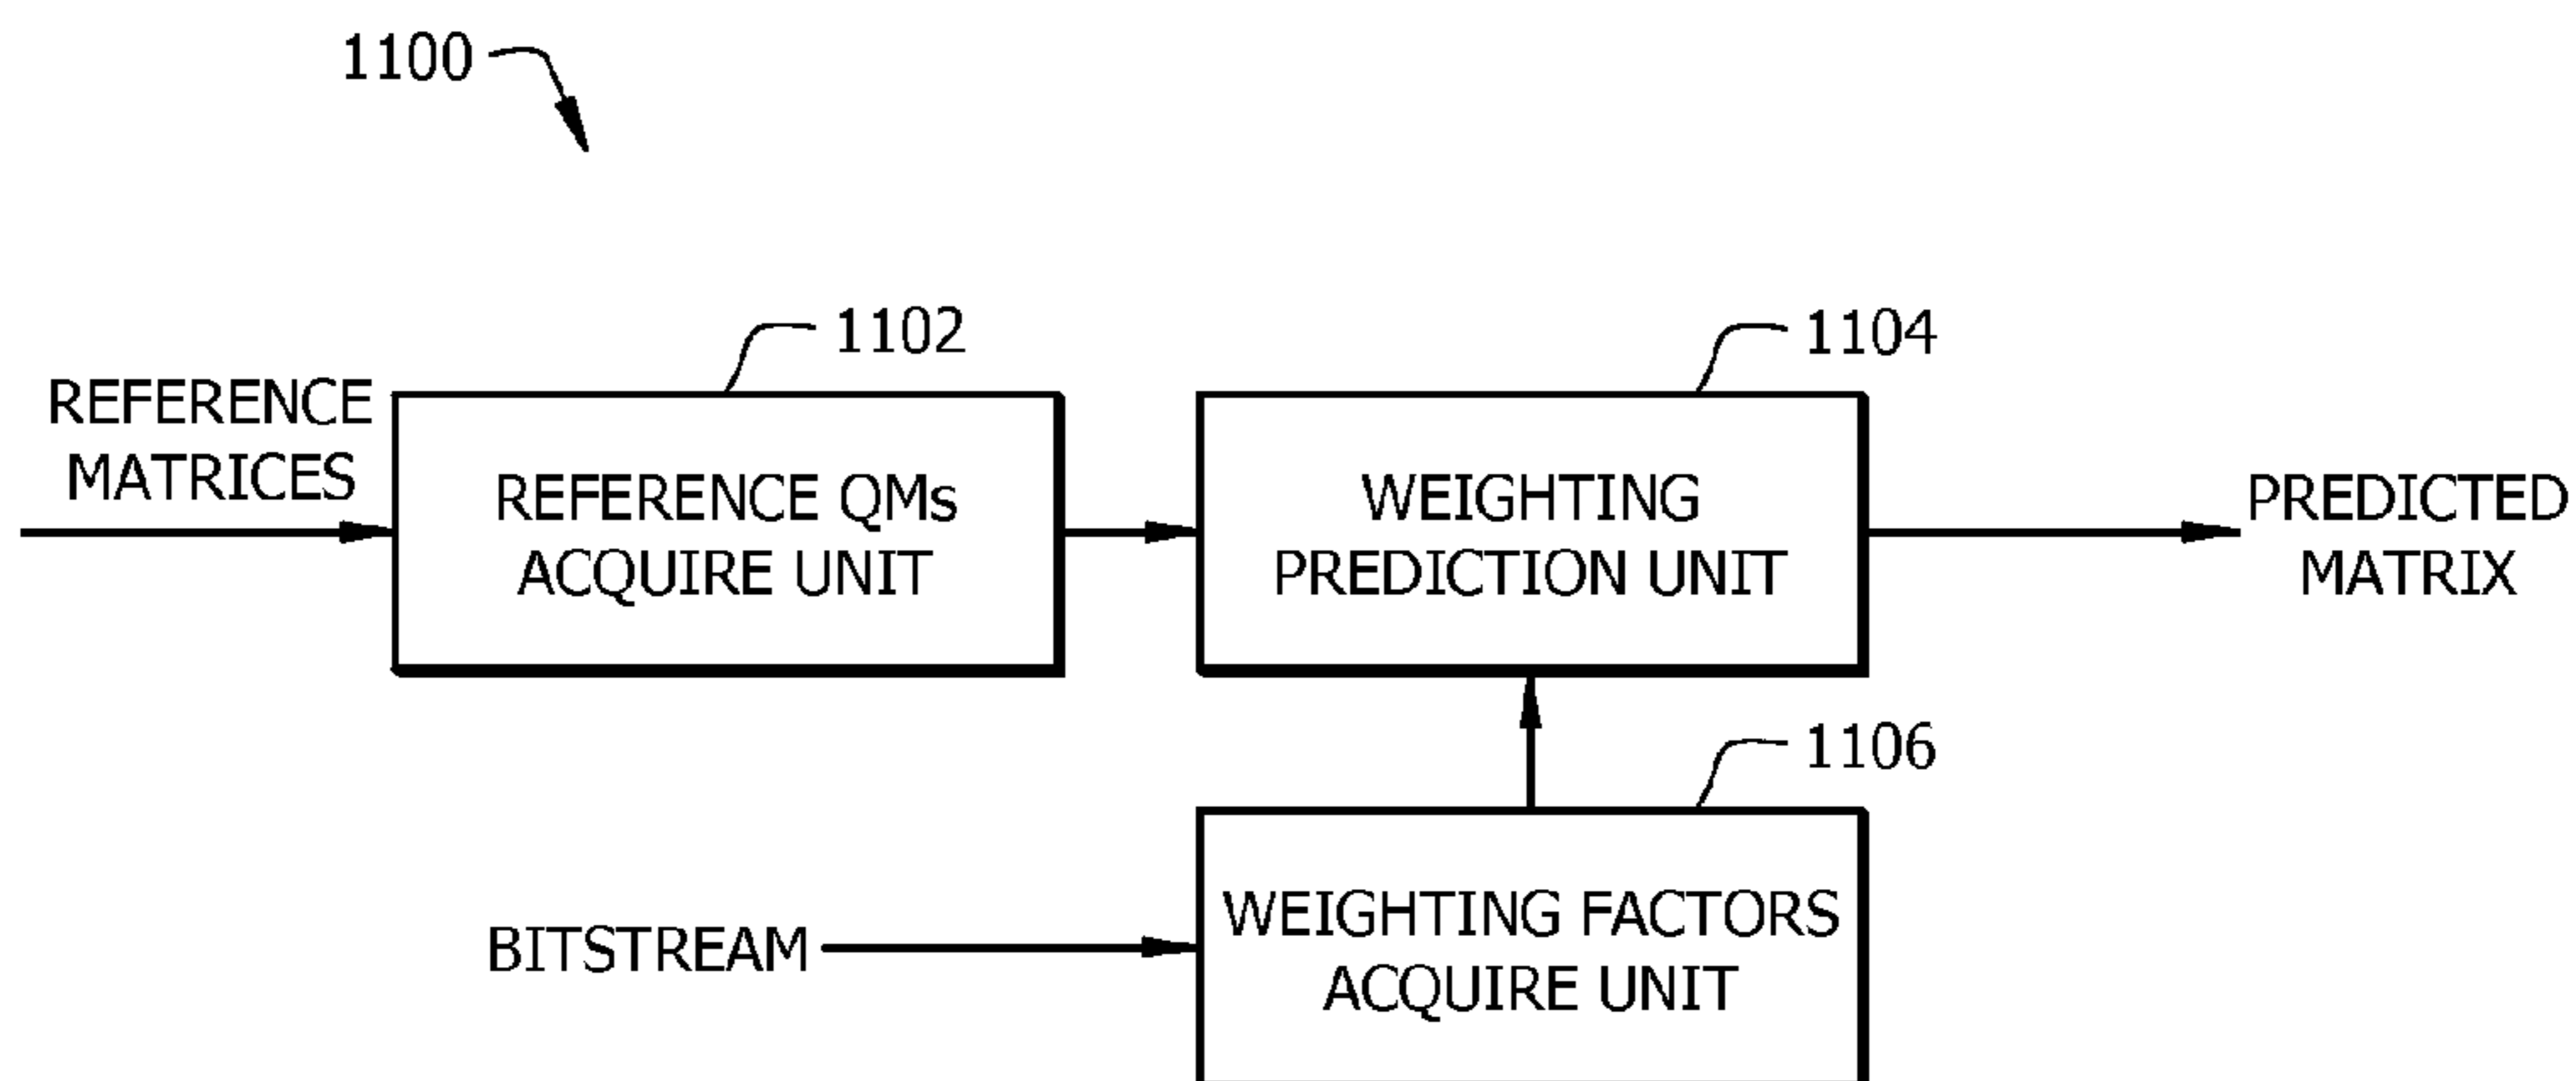 1100
1102
1104
REFERENCE
MATRICES
REFERENCE QMs
ACQUIRE UNIT
WEIGHTING
PREDICTION UNIT
PREDICTED
MATRIX
1106
BITSTREAM
WEIGHTING FACTORS
ACQUIRE UNIT